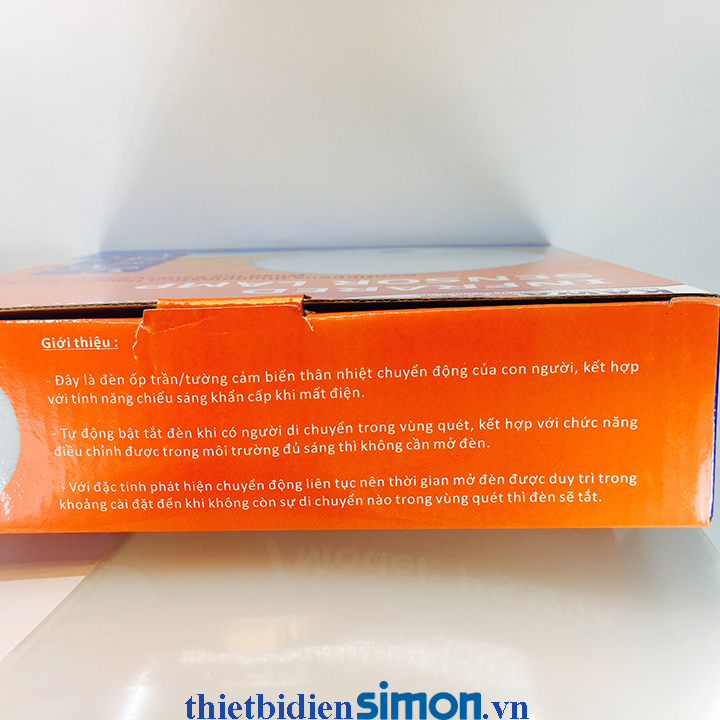 INFRARED
SENSOR LAMP
KAWA
Giới thiệu :
- Đây là đèn ốp trần/tường cảm biến thân nhiệt chuyển động của con người, kết hợp
với tính năng chiếu sáng khẩn cấp khi mất điện.
- Tự động bật tắt đèn khi có người di chuyển trong vùng quét, kết hợp với chức năng
điều chỉnh được trong môi trường đủ sáng thì không cần mở đèn.
- Với đặc tính phát hiện chuyển động liên tục nên thời gian mở đèn được duy trì trong
khoảng cài đặt đến khi không còn sự di chuyển nào trong vùng quét thì đèn sẽ tắt.
Model:
thietbidiensimon.vn